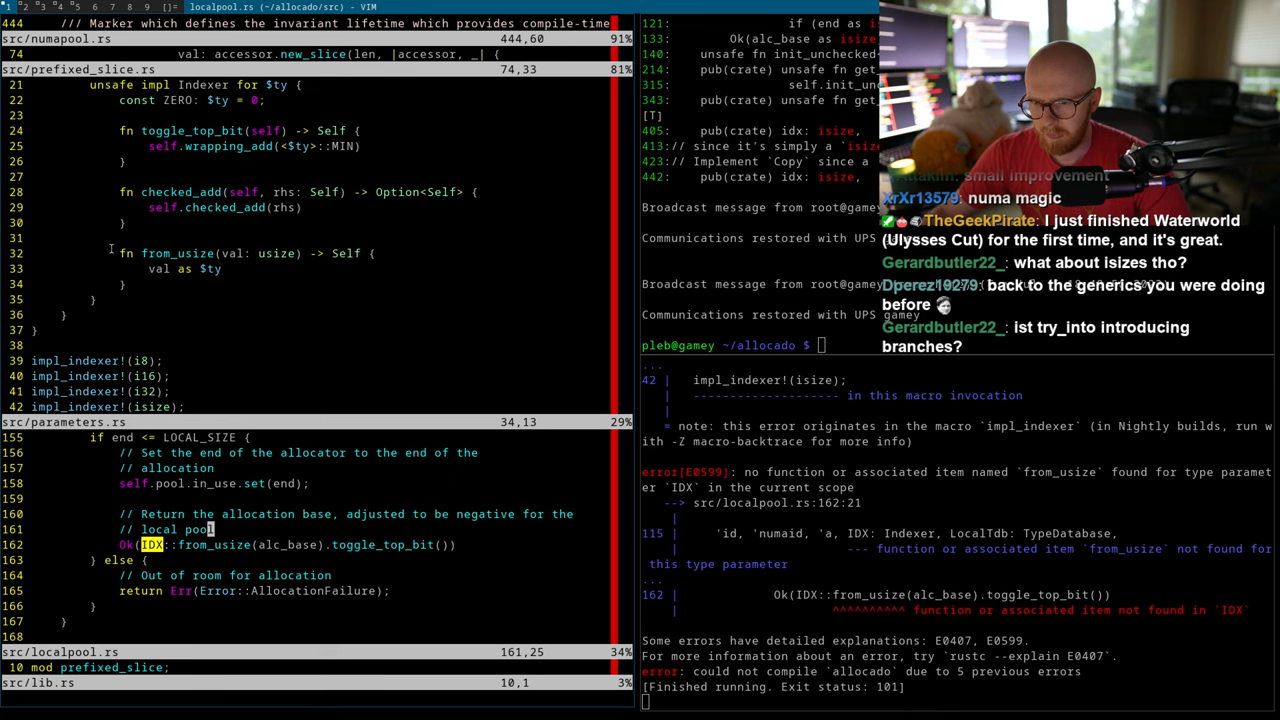 1 2 3 4 5 6 7 8 9 []= localpool.rs (~/allocado/src) - VIM
444 /// Marker which defines the invariant lifetime which provides compile-time
src/numapool.rs 444,60 91%
74 val: accessor.new_slice(len, |accessor, _| {
src/prefixed_slice.rs 74,33 81%
21 unsafe impl Indexer for $ty {
22 const ZERO: $ty = 0;
23
24 fn toggle_top_bit(self) -> Self {
25 self.wrapping_add(<$ty>::MIN)
26 }
27
28 fn checked_add(self, rhs: Self) -> Option<Self> {
29 self.checked_add(rhs)
30 }
31
32 fn from_usize(val: usize) -> Self {
33 val as $ty
34 }
35 }
36 }
37 }
38
39 impl_indexer!(i8);
40 impl_indexer!(i16);
41 impl_indexer!(i32);
42 impl_indexer!(isize);
src/parameters.rs 34,13 29%
155 if end <= LOCAL_SIZE {
156 // Set the end of the allocator to the end of the
157 // allocation
158 self.pool.in_use.set(end);
159
160 // Return the allocation base, adjusted to be negative for the
161 // local pool
162 Ok(IDX::from_usize(alc_base).toggle_top_bit())
163 } else {
164 // Out of room for allocation
165 return Err(Error::AllocationFailure);
166 }
167 }
168
src/localpool.rs 161,25 34%
10 mod prefixed_slice;
src/lib.rs 10,1 3%
121: if (end as is
133: Ok(alc_base as isize
140: unsafe fn init_unchecked
214: pub(crate) unsafe fn get_
315: self.init_unc
343: pub(crate) unsafe fn get_
[T]
405: pub(crate) idx: isize,
413:// since it's simply a `isiz
423:// Implement `Copy` since a
442: pub(crate) idx: isize,
Broadcast message from root@gamey
Communications restored with UPS gamey
Broadcast message from root@gamey
Communications restored with UPS gamey
pleb@gamey ~/allocado $
small improvement
XrXr13579: numa magic
TheGeekPirate: I just finished Waterworld
(Ulysses Cut) for the first time, and it's great.
Gerardbutler22_: what about isizes tho?
Dperez10279: back to the generics you were doing
before
Gerardbutler22_: ist try_into introducing
branches?
...
42 | impl_indexer!(isize);
| -------------------- in this macro invocation
|
= note: this error originates in the macro `impl_indexer` (in Nightly builds, run w
ith -Z macro-backtrace for more info)
error[E0599]: no function or associated item named `from_usize` found for type paramet
er `IDX` in the current scope
--> src/localpool.rs:162:21
|
115 | 'id, 'numaid, 'a, IDX: Indexer, LocalTdb: TypeDatabase,
| --- function or associated item `from_usize` not found for
this type parameter
...
162 | Ok(IDX::from_usize(alc_base).toggle_top_bit())
| ^^^^^^^^^^ function or associated item not found in `IDX`
Some errors have detailed explanations: E0407, E0599.
For more information about an error, try `rustc --explain E0407`.
error: could not compile `allocado` due to 5 previous errors
[Finished running. Exit status: 101]